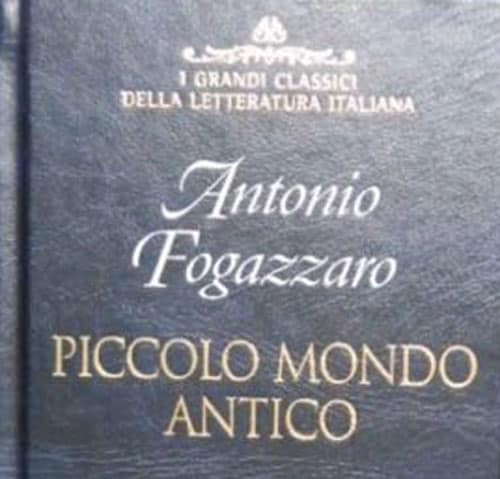 I GRANDI CLASSICI
DELLA LETTERATURA ITALIANA
Antonio
Fogazzaro
PICCOLO MONDO
ANTICO